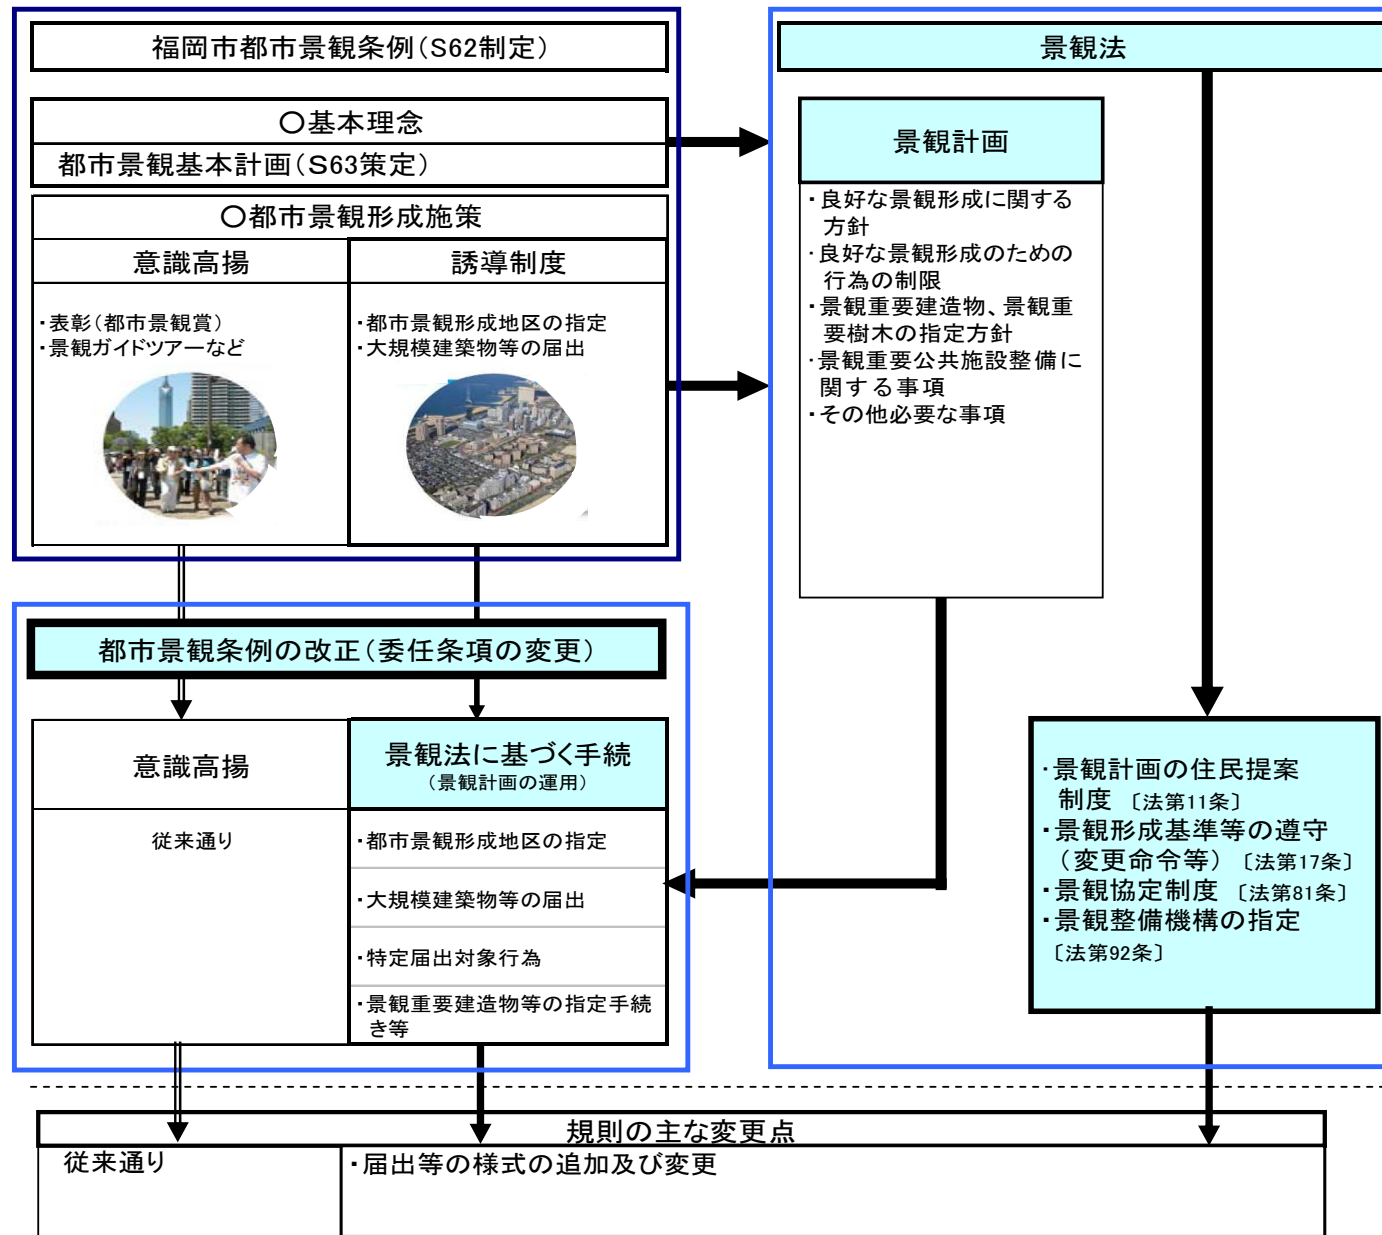 福岡市都市景観条例(S62制定)
〇基本理念
都市景観基本計画(S63策定)
〇都市景観形成施策
意識高揚
誘導制度
・表彰(都市景観賞)
・景観ガイドツアーなど
・都市景観形成地区の指定
・大規模建築物等の届出
景観法
景観計画
・良好な景観形成に関する
方針
・良好な景観形成のための
行為の制限
・景観重要建造物、景観重
要樹木の指定方針
・景観重要公共施設整備に
関する事項
・その他必要な事項
都市景観条例の改正(委任条項の変更)
意識高揚
景観法に基づく手続
(景観計画の運用)
従来通り
・都市景観形成地区の指定
・大規模建築物等の届出
・特定届出対象行為
・景観重要建造物等の指定手続
き等
・景観計画の住民提案
制度 〔法第11条〕
・景観形成基準等の遵守
(変更命令等) 〔法第17条〕
・景観協定制度 〔法第81条〕
・景観整備機構の指定
〔法第92条〕
規則の主な変更点
従来通り
・届出等の様式の追加及び変更